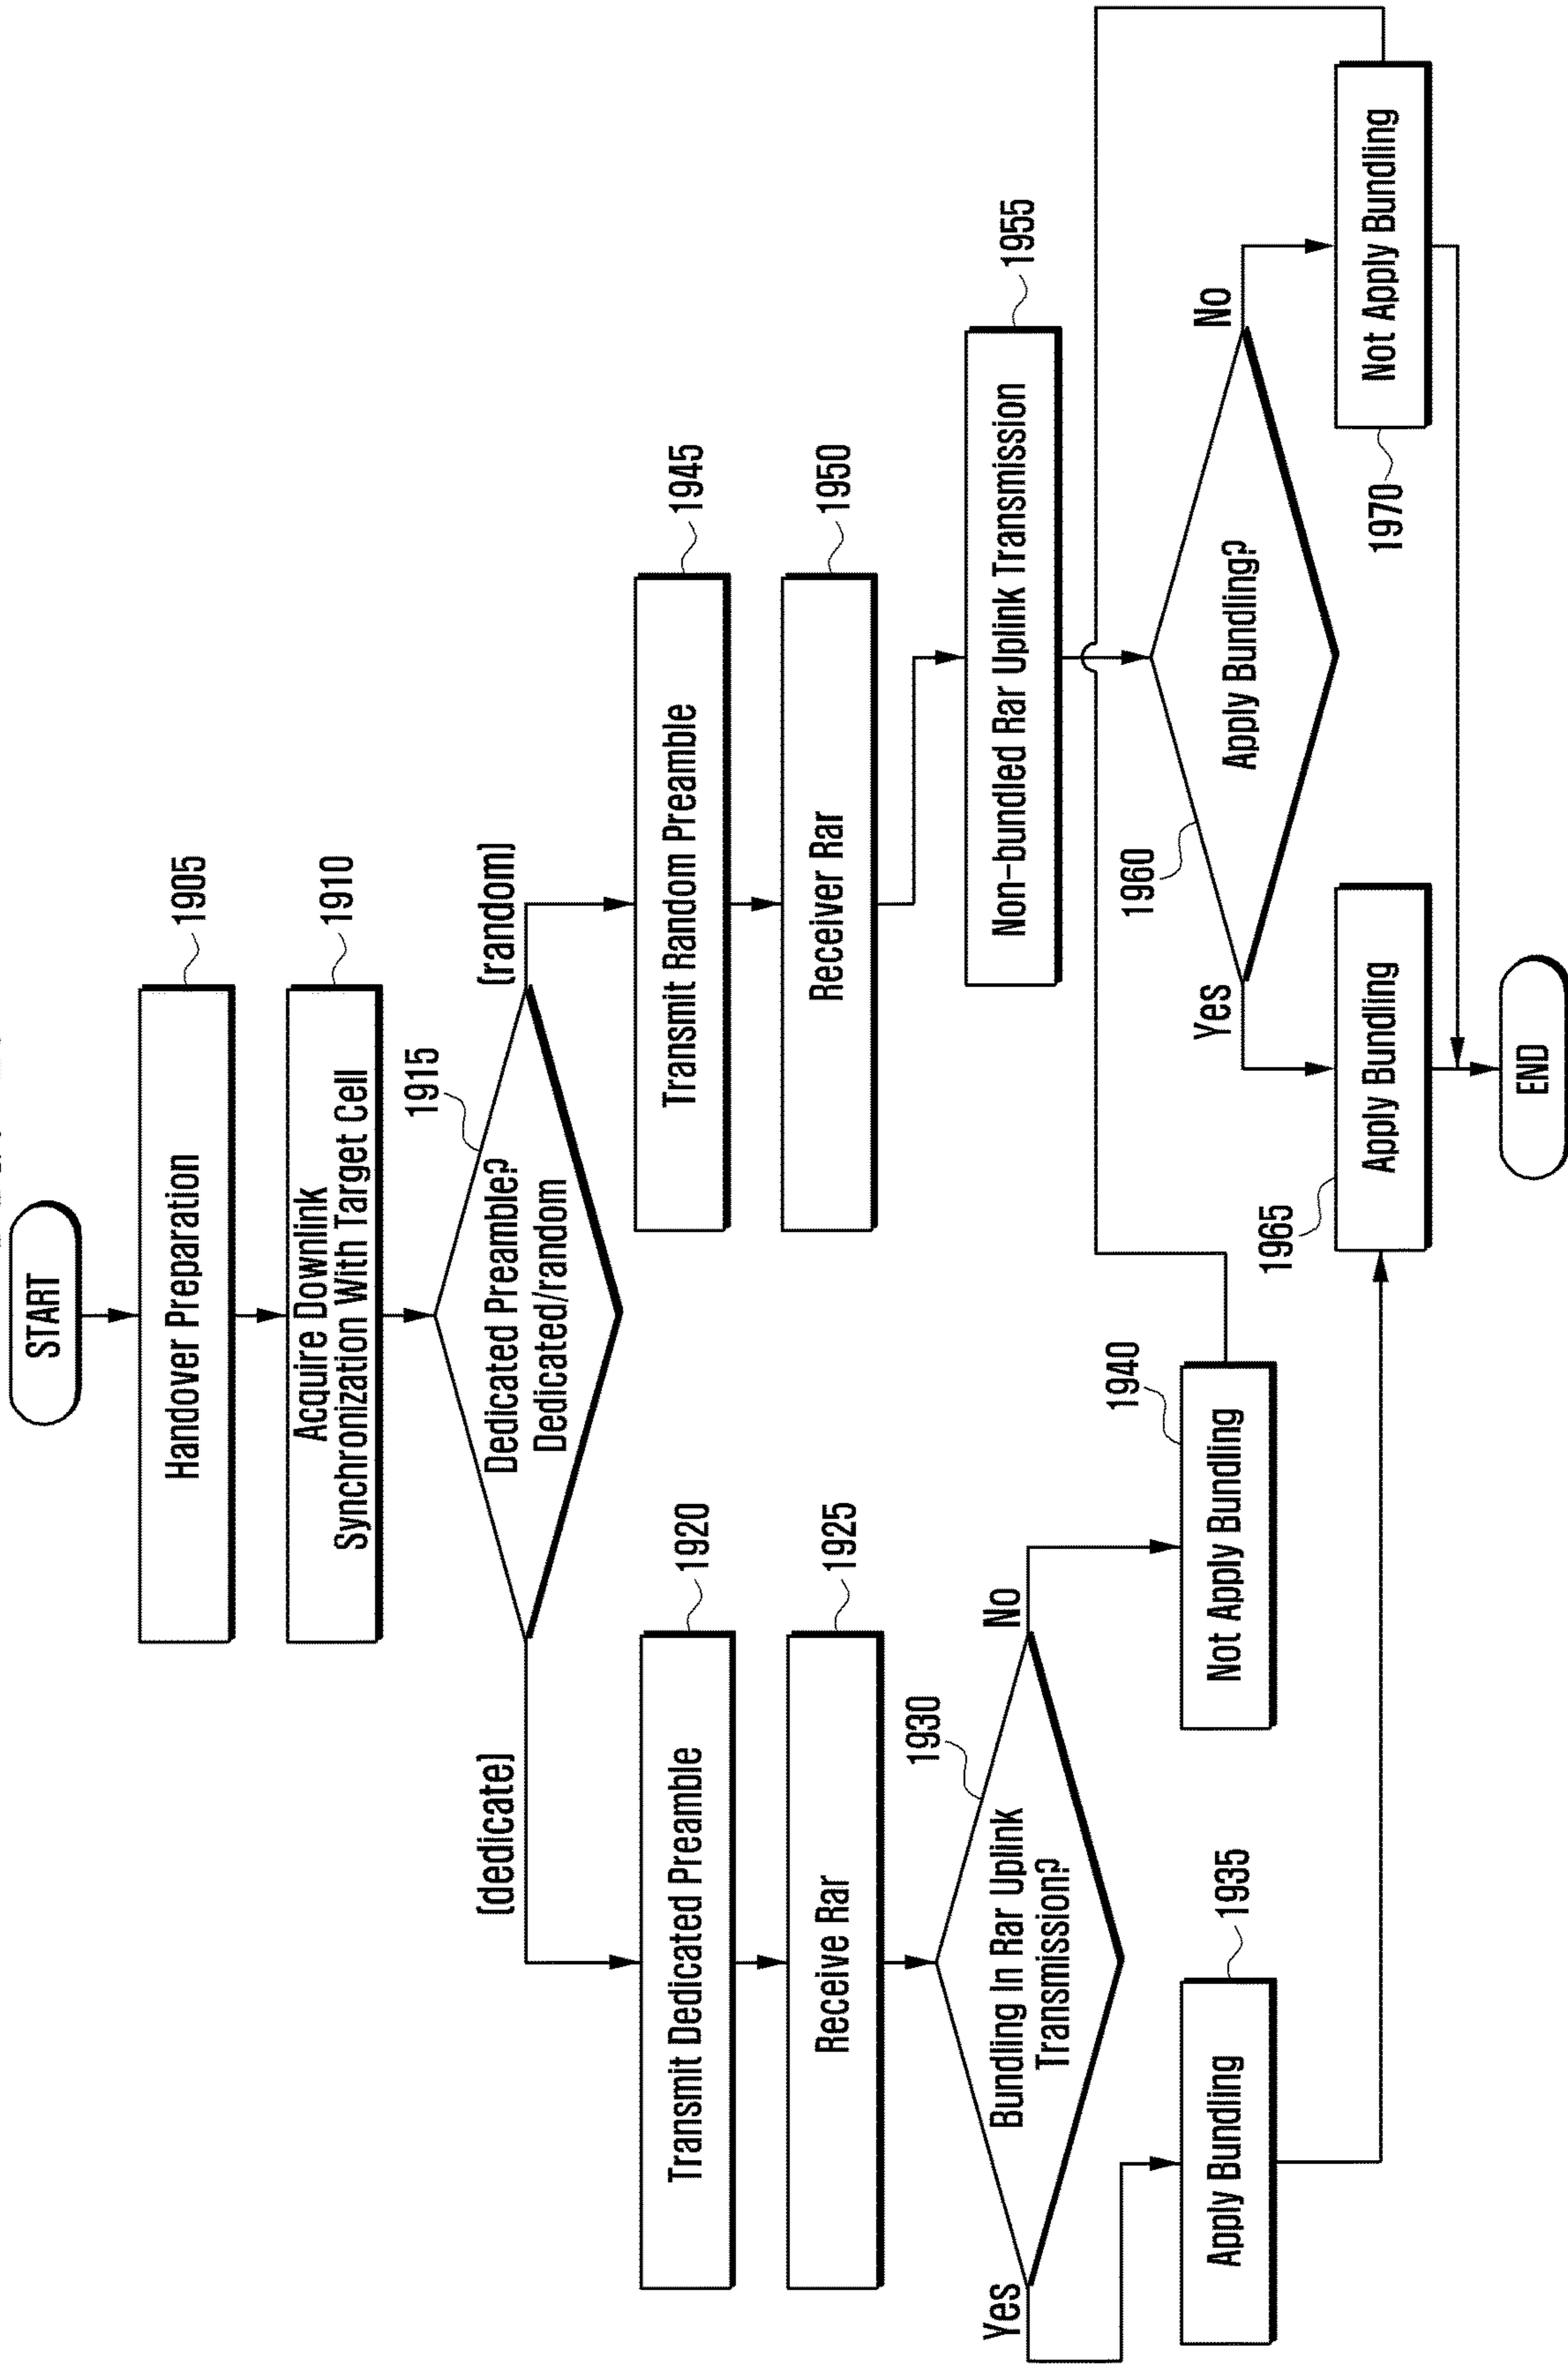 START
Handover Preparation
1905
Acquire Downlink
Synchronization With Target Cell
1910
Dedicated Preamble?
Dedicated/random
1915
(dedicate)
(random)
Transmit Dedicated Preamble
1920
Receive Rar
1925
Bundling In Rar Uplink
Transmission?
1930
Yes
No
Apply Bundling
1935
Not Apply Bundling
1940
Transmit Random Preamble
1945
Receiver Rar
1950
Non-bundled Rar Uplink Transmission
1955
Apply Bundling?
1960
Yes
No
Apply Bundling
1965
Not Apply Bundling
1970
END